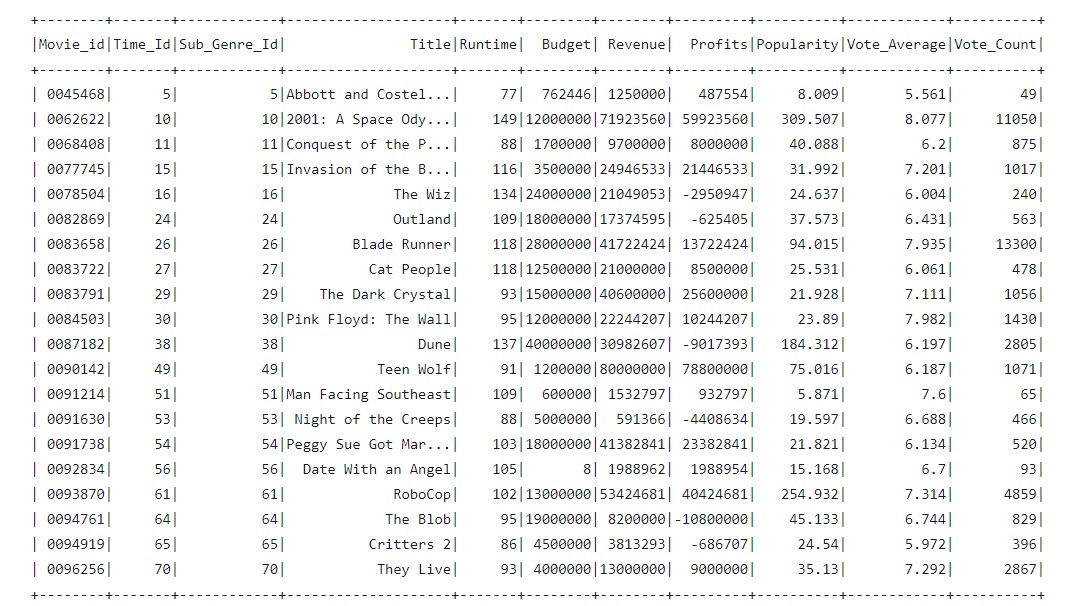 +--------+-------+------------+--------------------+-------+--------+--------+---------+----------+------------+----------+
|Movie_id|Time_Id|Sub_Genre_Id|               Title|Runtime|  Budget| Revenue|  Profits|Popularity|Vote_Average|Vote_Count|
+--------+-------+------------+--------------------+-------+--------+--------+---------+----------+------------+----------+
| 0045468|      5|           5|Abbott and Costel...|     77|  762446| 1250000|   487554|     8.009|       5.561|        49|
| 0062622|     10|          10|2001: A Space Ody...|    149|12000000|71923560| 59923560|   309.507|       8.077|     11050|
| 0068408|     11|          11|Conquest of the P...|     88| 1700000| 9700000|  8000000|    40.088|         6.2|       875|
| 0077745|     15|          15|Invasion of the B...|    116| 3500000|24946533| 21446533|    31.992|       7.201|      1017|
| 0078504|     16|          16|             The Wiz|    134|24000000|21049053| -2950947|    24.637|       6.004|       240|
| 0082869|     24|          24|             Outland|    109|18000000|17374595|  -625405|    37.573|       6.431|       563|
| 0083658|     26|          26|        Blade Runner|    118|28000000|41722424| 13722424|    94.015|       7.935|     13300|
| 0083722|     27|          27|          Cat People|    118|12500000|21000000|  8500000|    25.531|       6.061|       478|
| 0083791|     29|          29|    The Dark Crystal|     93|15000000|40600000| 25600000|    21.928|       7.111|      1056|
| 0084503|     30|          30|Pink Floyd: The Wall|     95|12000000|22244207| 10244207|     23.89|       7.982|      1430|
| 0087182|     38|          38|                Dune|    137|40000000|30982607| -9017393|   184.312|       6.197|      2805|
| 0090142|     49|          49|           Teen Wolf|     91| 1200000|80000000| 78800000|    75.016|       6.187|      1071|
| 0091214|     51|          51|Man Facing Southeast|    109|  600000| 1532797|   932797|     5.871|         7.6|        65|
| 0091630|     53|          53| Night of the Creeps|     88| 5000000|  591366| -4408634|    19.597|       6.688|       466|
| 0091738|     54|          54|Peggy Sue Got Mar...|    103|18000000|41382841| 23382841|    21.821|       6.134|       520|
| 0092834|     56|          56|  Date With an Angel|    105|       8| 1988962|  1988954|    15.168|         6.7|        93|
| 0093870|     61|          61|             RoboCop|    102|13000000|53424681| 40424681|   254.932|       7.314|      4859|
| 0094761|     64|          64|            The Blob|     95|19000000| 8200000|-10800000|    45.133|       6.744|       829|
| 0094919|     65|          65|          Critters 2|     86| 4500000| 3813293|  -686707|     24.54|       5.972|       396|
| 0096256|     70|          70|           They Live|     93| 4000000|13000000|  9000000|     35.13|       7.292|      2867|
+--------+-------+------------+--------------------+-------+--------+--------+---------+----------+------------+----------+